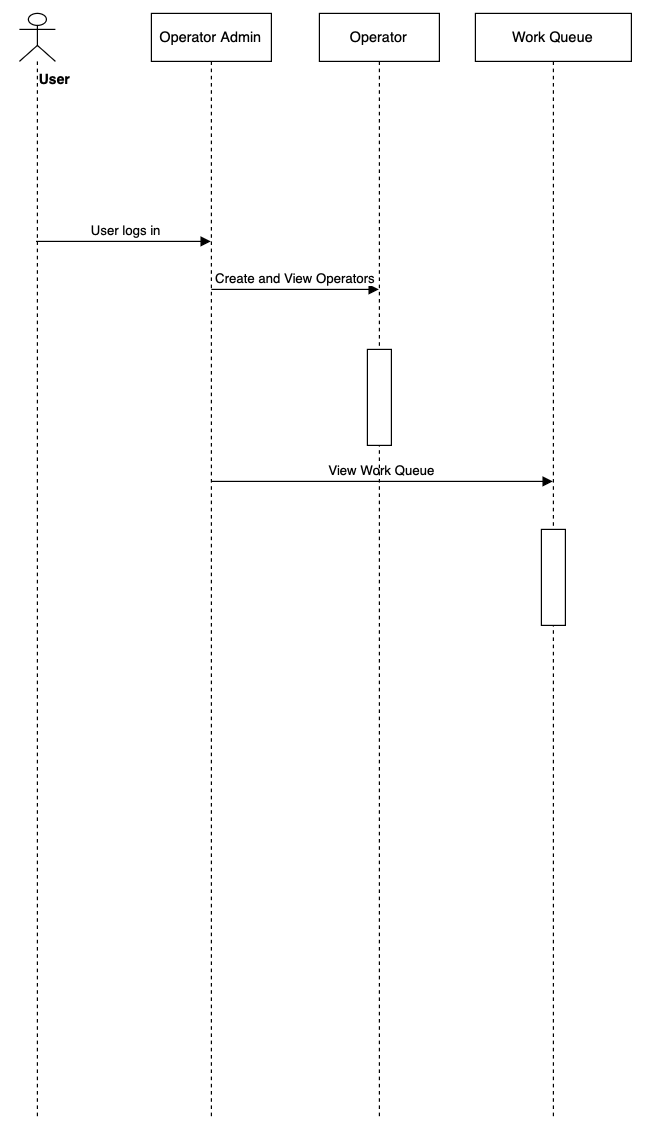 Operator Admin
Operator
Work Queue
User
User logs in
Create and View Operators
View Work Queue